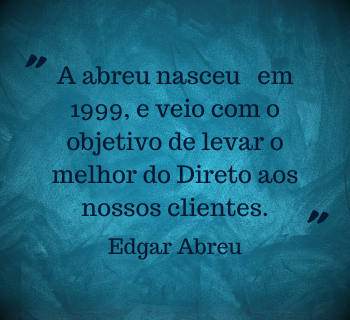 "
A abreu nasceu em
1999, e veio com o
objetivo de levar o
melhor do Direto aos
nossos clientes.
"
Edgar Abreu